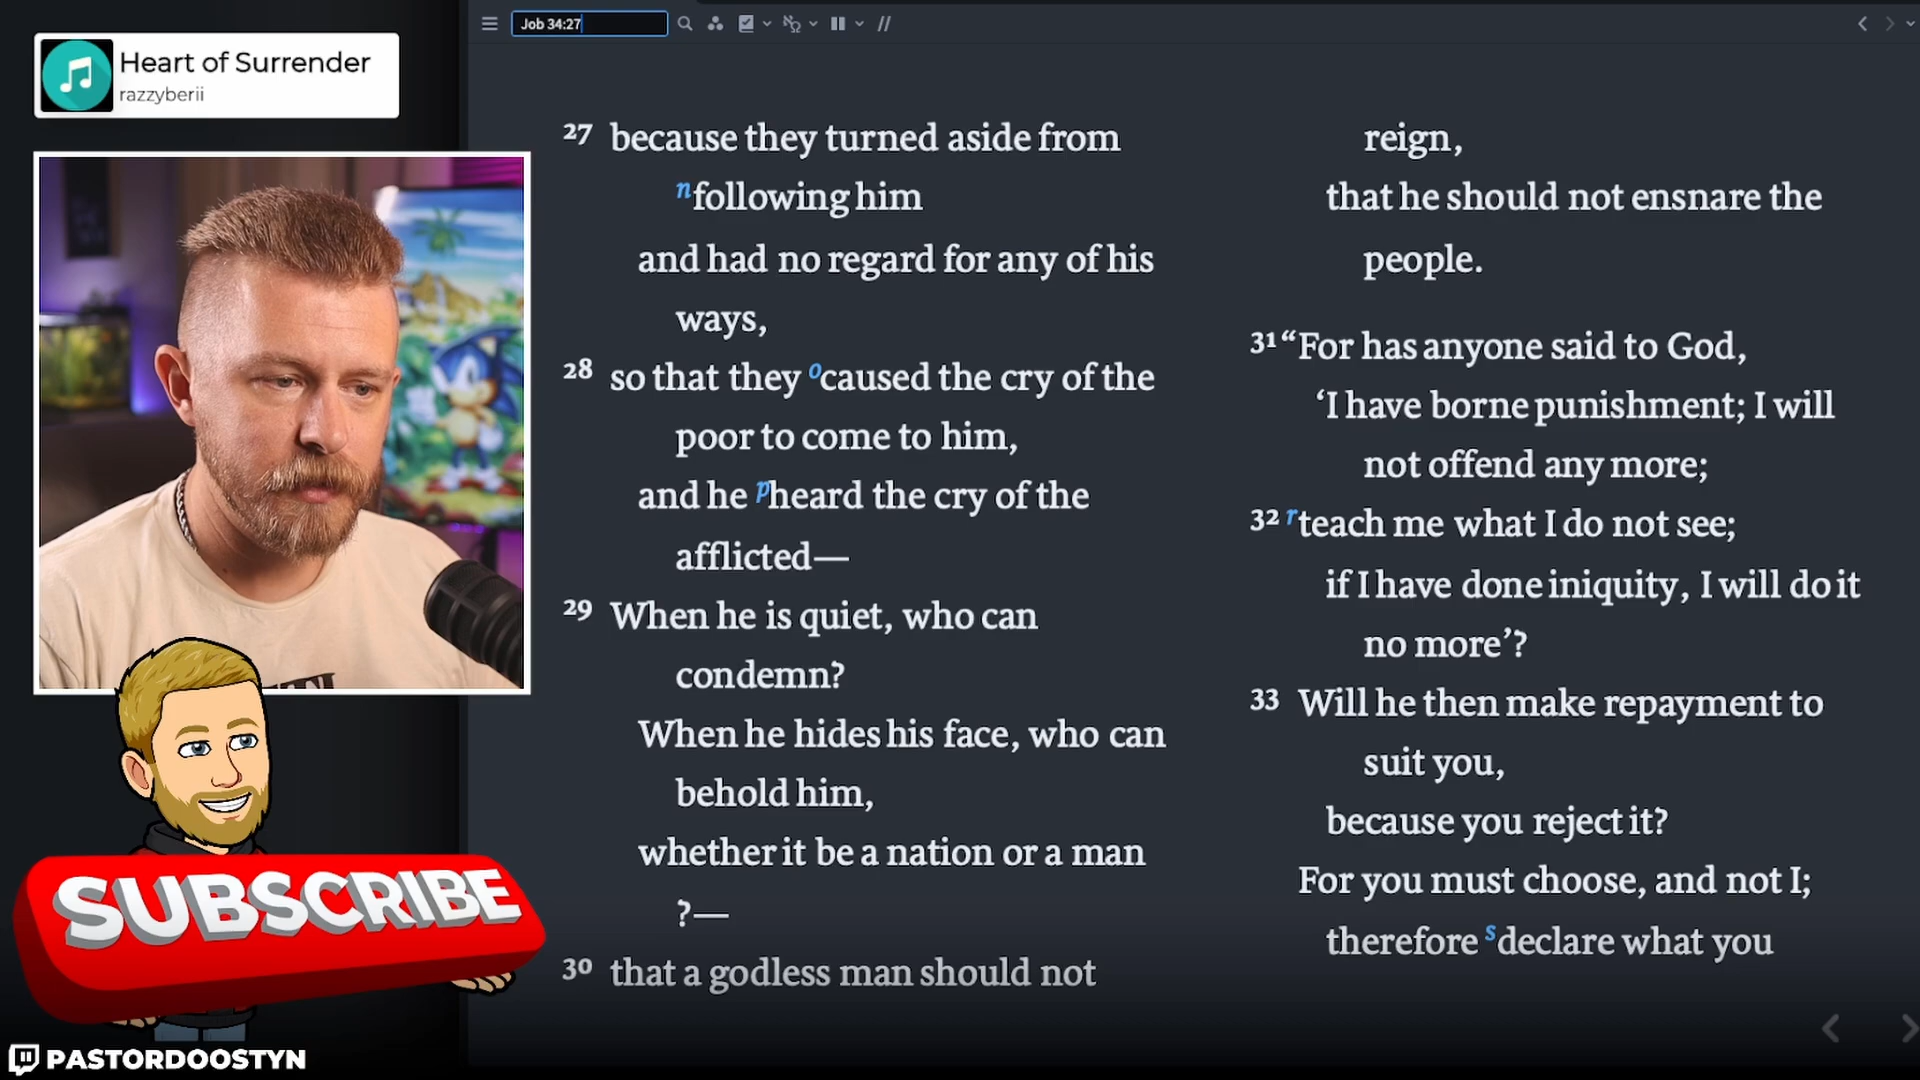 Job 34:27
Heart of Surrender
razzyberii
27 because they turned aside from
n following him
and had no regard for any of his
ways,
28 so that they o caused the cry of the
poor to come to him,
and he p heard the cry of the
afflicted—
29 When he is quiet, who can
condemn?
When he hides his face, who can
behold him,
whether it be a nation or a man
?—
30 that a godless man should not
reign,
that he should not ensnare the
people.
31 “For has anyone said to God,
‘I have borne punishment; I will
not offend any more;
32 r teach me what I do not see;
if I have done iniquity, I will do it
no more’?
33 Will he then make repayment to
suit you,
because you reject it?
For you must choose, and not I;
therefore s declare what you
SUBSCRIBE
PASTORDOOSTYN